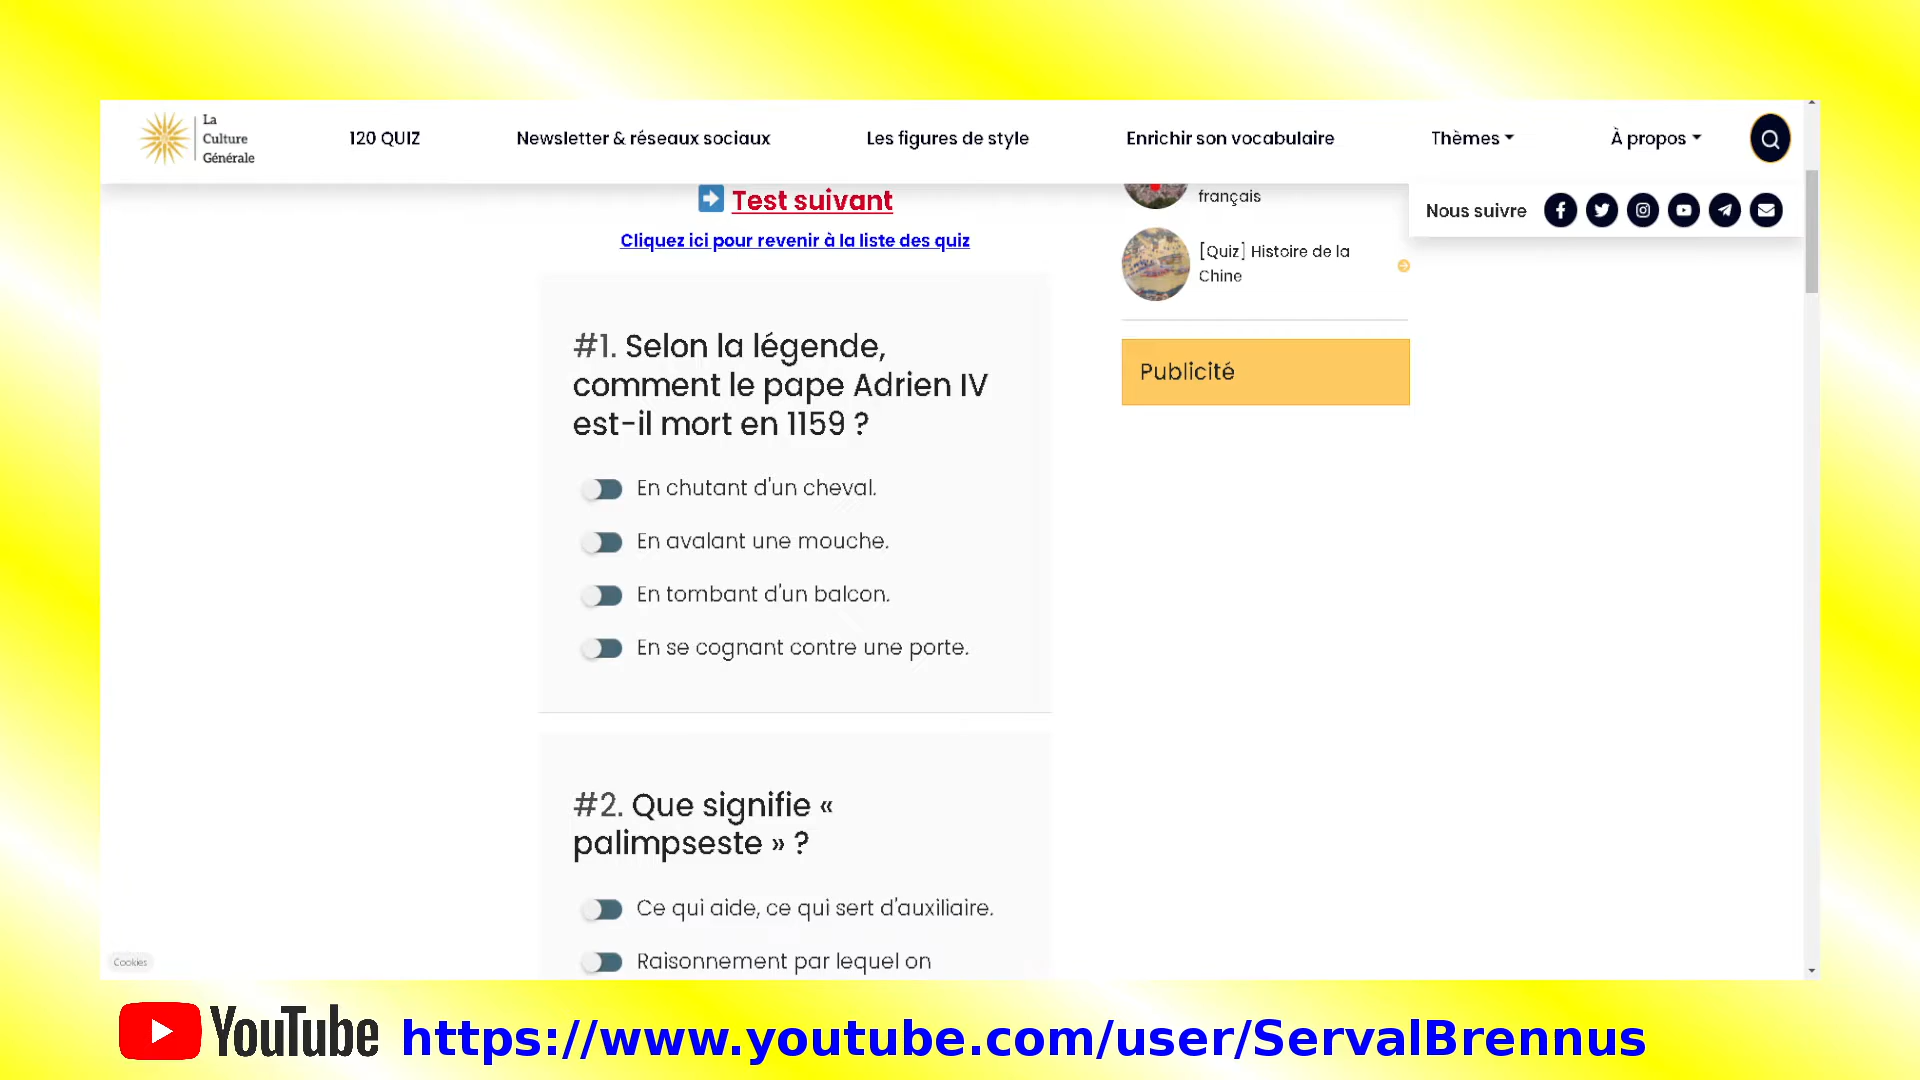 La
Culture
Générale
120 QUIZ
Newsletter & réseaux sociaux
Les figures de style
Enrichir son vocabulaire
Thèmes
À propos
Nous suivre
Test suivant
Cliquez ici pour revenir à la liste des quiz
français
[Quiz] Histoire de la
Chine
Publicité
#1. Selon la légende,
comment le pape Adrien IV
est-il mort en 1159 ?
En chutant d'un cheval.
En avalant une mouche.
En tombant d'un balcon.
En se cognant contre une porte.
#2. Que signifie «
palimpseste » ?
Ce qui aide, ce qui sert d'auxiliaire.
Raisonnement par lequel on
Cookies
YouTube https://www.youtube.com/user/ServalBrennus